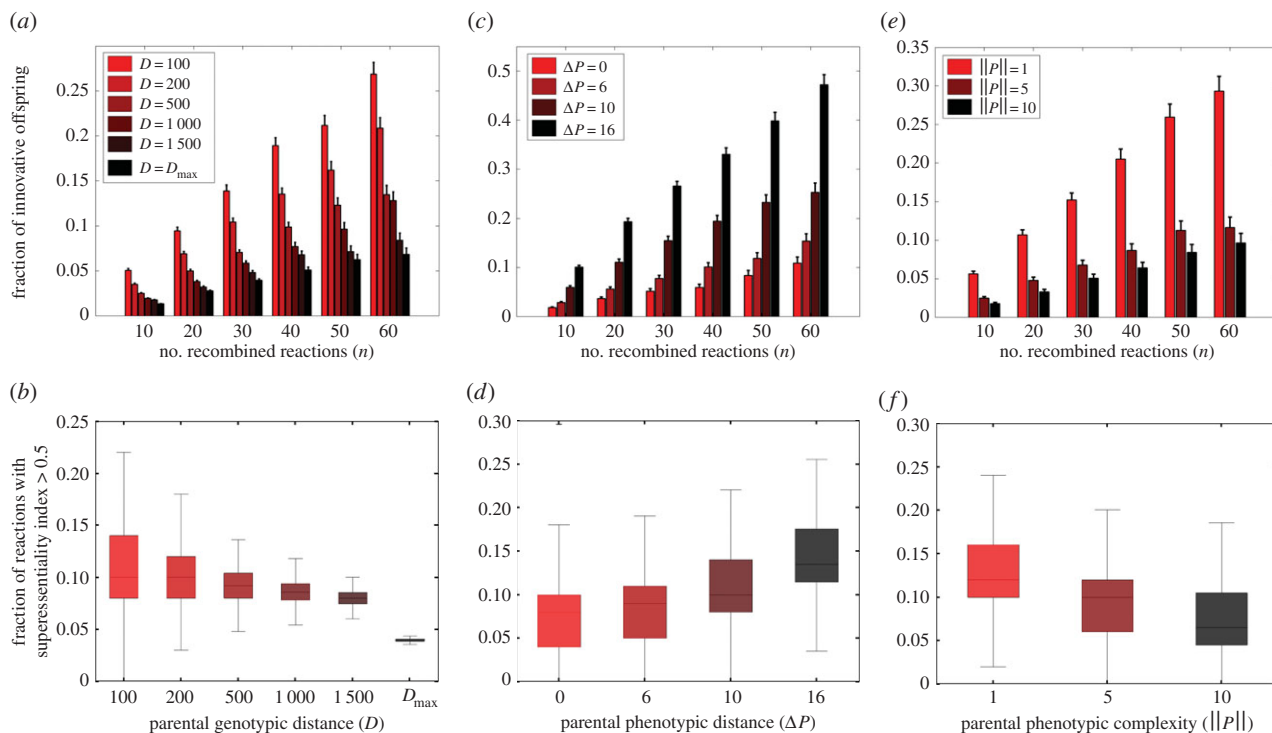 (a)
fraction of innovative offspring
0.25
0.20
0.15
0.10
0.05
0
D = 100
D = 200
D = 500
D = 1 000
D = 1 500
D = Dmax
10 20 30 40 50 60
no. recombined reactions (n)
(c)
0.5
0.4
0.3
0.2
0.1
0
ΔP = 0
ΔP = 6
ΔP = 10
ΔP = 16
10 20 30 40 50 60
no. recombined reactions (n)
(e)
0.35
0.30
0.25
0.20
0.15
0.10
0.05
0
||P|| = 1
||P|| = 5
||P|| = 10
10 20 30 40 50 60
no. recombined reactions (n)
(b)
fraction of reactions with
superessentiality index > 0.5
0.25
0.20
0.15
0.10
0.05
0
100 200 500 1 000 1 500 Dmax
parental genotypic distance (D)
(d)
0.30
0.25
0.20
0.15
0.10
0.05
0
0 6 10 16
parental phenotypic distance (ΔP)
(f)
0.30
0.25
0.20
0.15
0.10
0.05
0
1 5 10
parental phenotypic complexity (||P||)